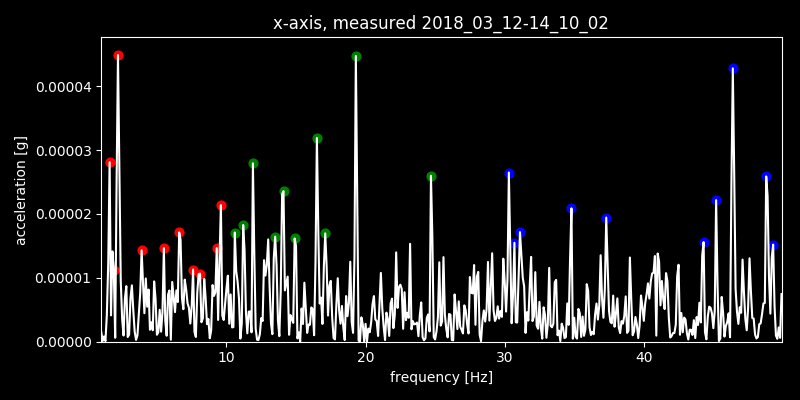 x-axis, measured 2018_03_12-14_10_02
0.00004
0.00003
0.00002
0.00001
0.00000
acceleration [g]
10 20 30 40
frequency [Hz]